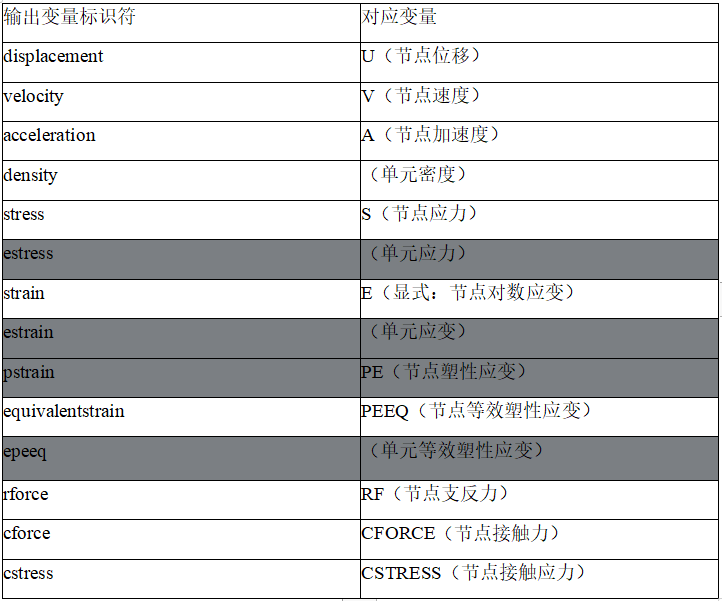 输出变量标识符 对应变量
displacement U（节点位移）
velocity V（节点速度）
acceleration A（节点加速度）
density （单元密度）
stress S（节点应力）
estress （单元应力）
strain E（显式：节点对数应变）
estrain （单元应变）
pstrain PE（节点塑性应变）
equivalentstrain PEEQ（节点等效塑性应变）
epeeq （单元等效塑性应变）
rforce RF（节点支反力）
cforce CFORCE（节点接触力）
cstress CSTRESS（节点接触应力）